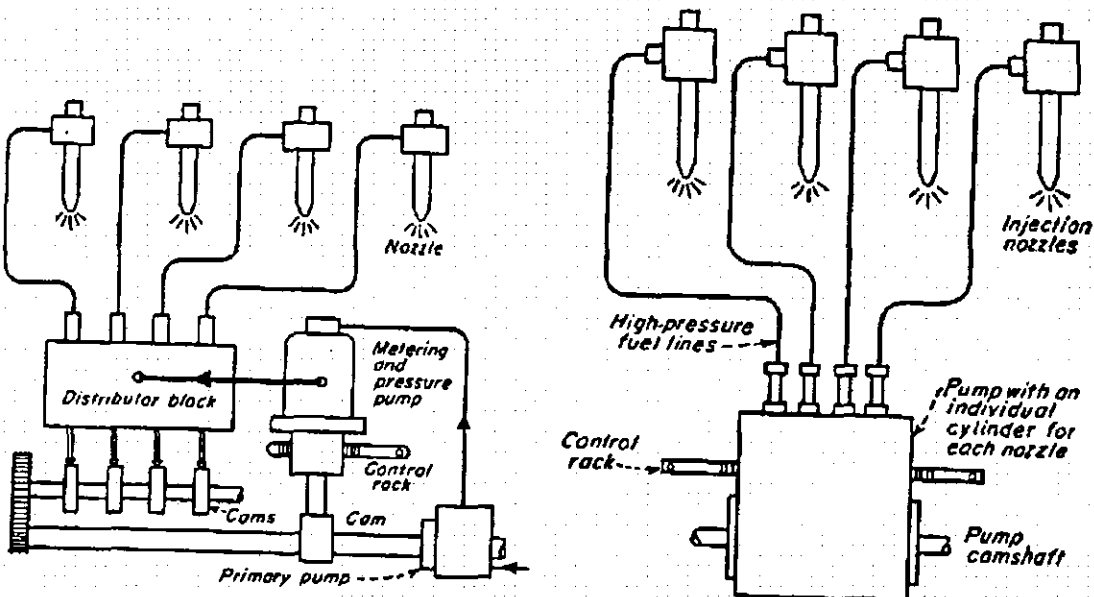 Nozzle
Metering
and
pressure
pump
Distributor block
Control
rack
Cams
Cam
Primary pump
Injection
nozzles
High-pressure
fuel lines
Pump with an
individual
cylinder for
each nozzle
Control
rack
Pump
camshaft